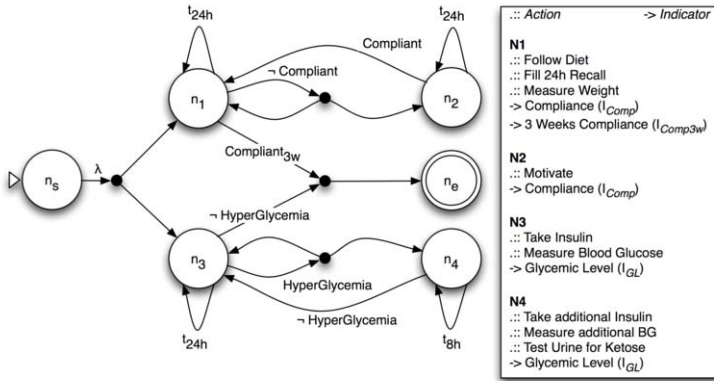 t24h
t24h
Compliant
¬ Compliant
n1
n2
Compliant3w
λ
ns
ne
¬ HyperGlycemia
n3
n4
HyperGlycemia
¬ HyperGlycemia
t24h
t8h
.:: Action -> Indicator
N1
.:: Follow Diet
.:: Fill 24h Recall
.:: Measure Weight
-> Compliance (IComp)
-> 3 Weeks Compliance (IComp3w)
N2
.:: Motivate
-> Compliance (IComp)
N3
.:: Take Insulin
.:: Measure Blood Glucose
-> Glycemic Level (IGL)
N4
.:: Take additional Insulin
.:: Measure additional BG
.:: Test Urine for Ketose
-> Glycemic Level (IGL)